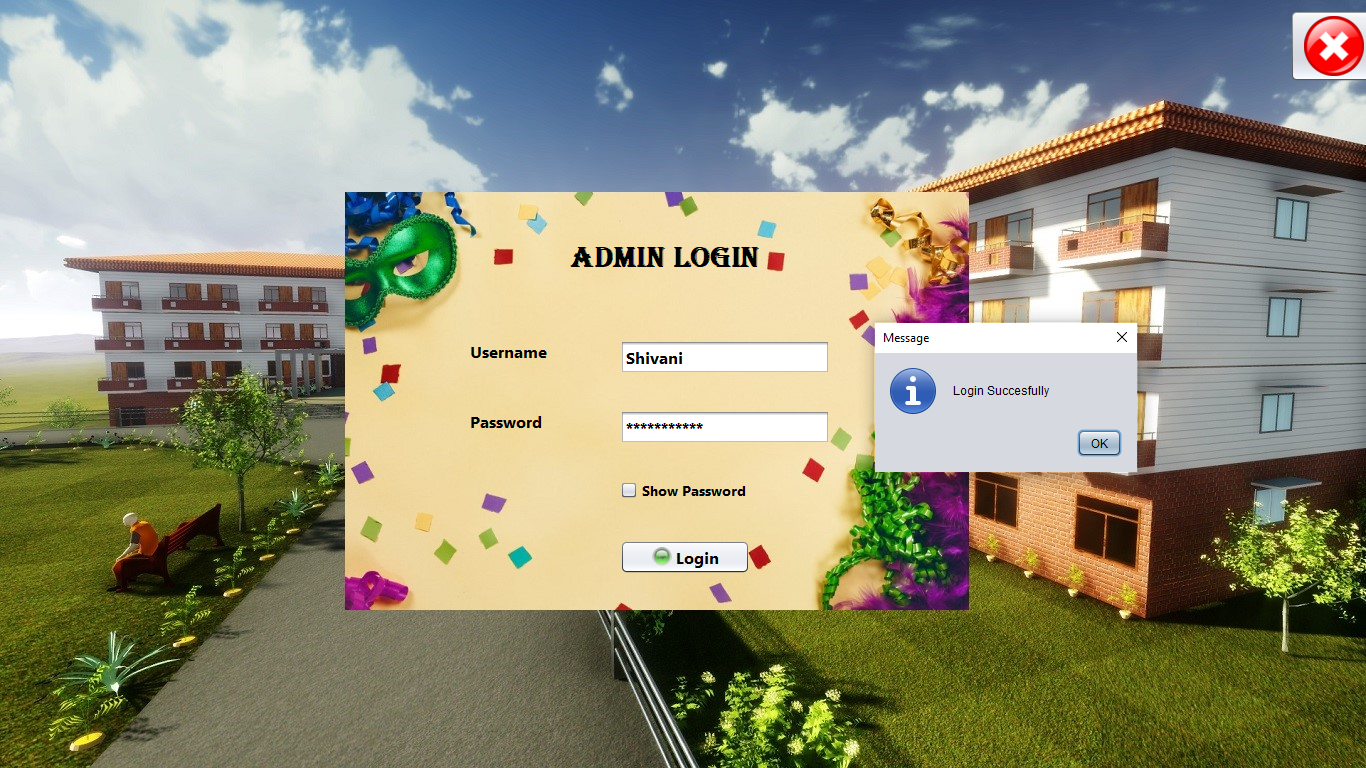 ADMIN LOGIN
Username
Shivani
Password
***********
Show Password
Login
Message
Login Succesfully
OK